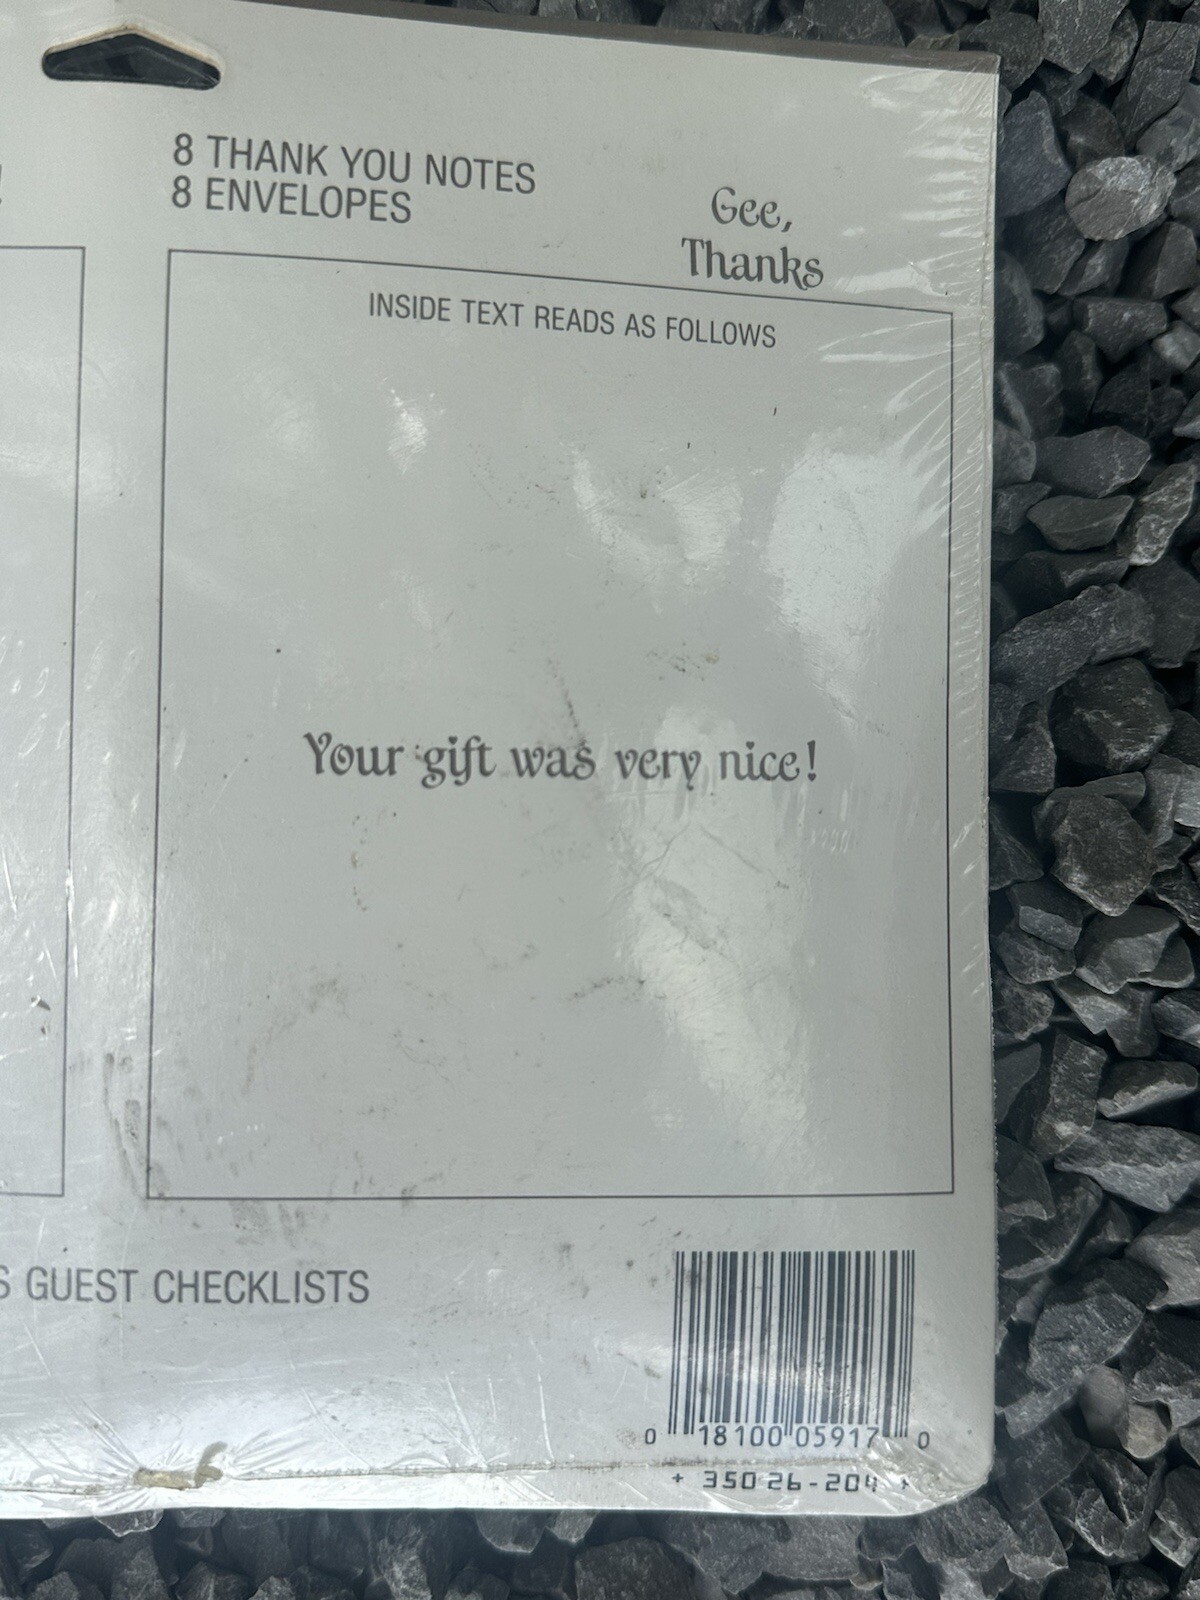 8 THANK YOU NOTES
8 ENVELOPES
Gee,
Thanks
INSIDE TEXT READS AS FOLLOWS
Your gift was very nice!
GUEST CHECKLISTS
0 18100 05917 0
+ 350 26-204 +